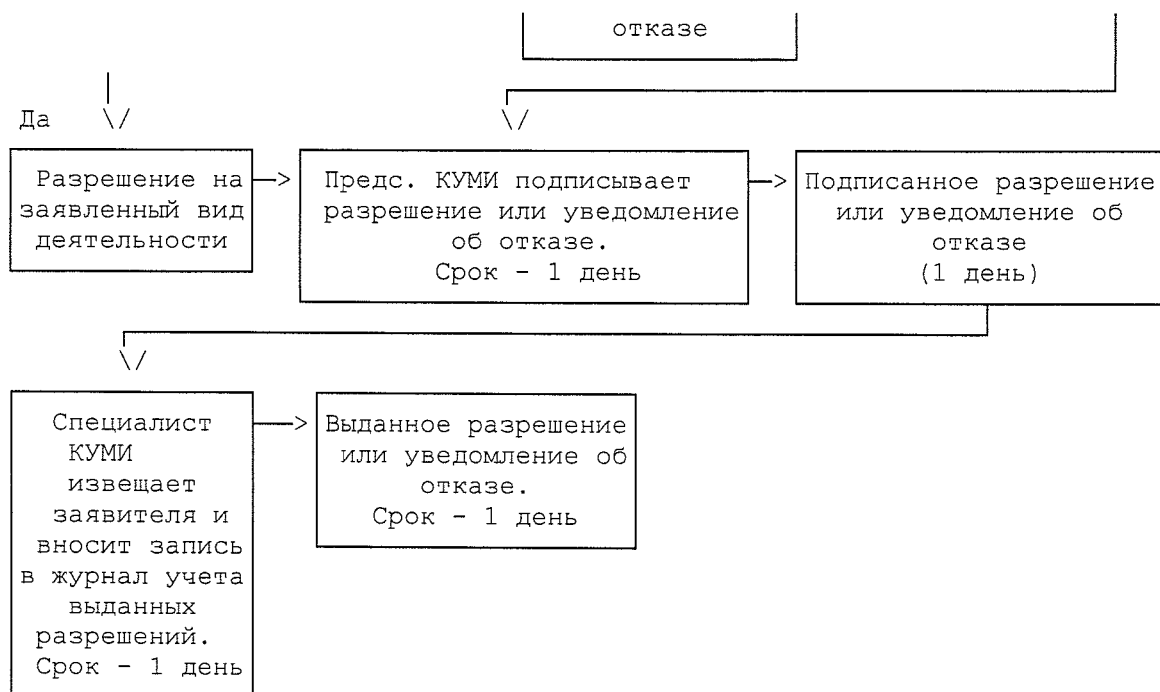 отказе
Да
Разрешение на
заявленный вид
деятельности
Предс. КУМИ подписывает
разрешение или уведомление
об отказе.
Срок - 1 день
Подписанное разрешение
или уведомление об
отказе
(1 день)
Специалист
КУМИ
извещает
заявителя и
вносит запись
в журнал учета
выданных
разрешений.
Срок - 1 день
Выданное разрешение
или уведомление об
отказе.
Срок - 1 день